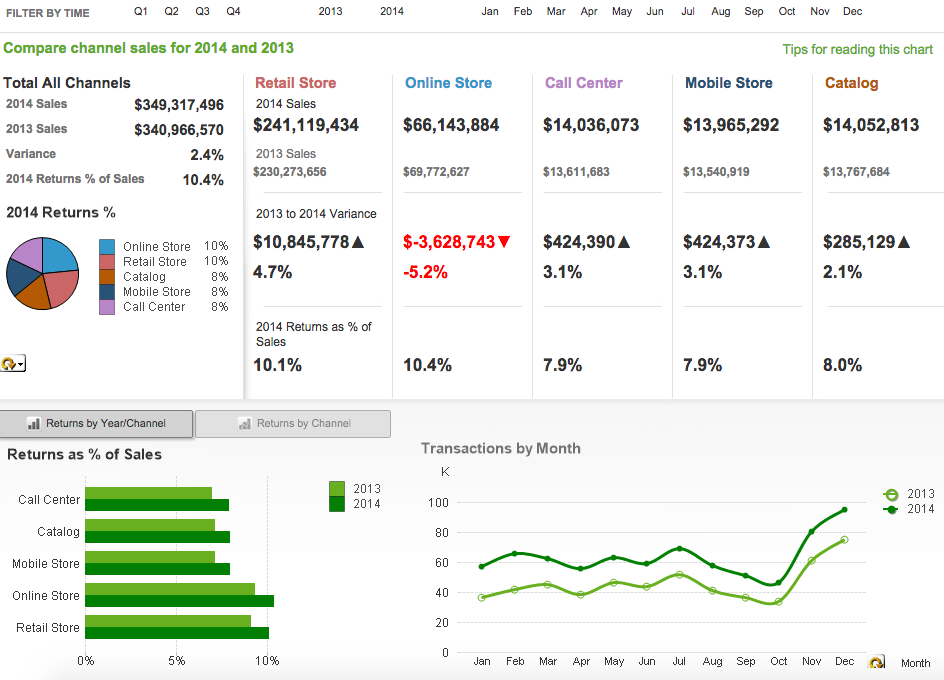 FILTER BY TIME Q1 Q2 Q3 Q4 2013 2014 Jan Feb Mar Apr May Jun Jul Aug Sep Oct Nov Dec
Compare channel sales for 2014 and 2013
Tips for reading this chart
Total All Channels
2014 Sales $349,317,496
2013 Sales $340,966,570
Variance 2.4%
2014 Returns % of Sales 10.4%
2014 Returns %
Online Store 10%
Retail Store 10%
Catalog 8%
Mobile Store 8%
Call Center 8%
Retail Store Online Store Call Center Mobile Store Catalog
2014 Sales
$241,119,434 $66,143,884 $14,036,073 $13,965,292 $14,052,813
2013 Sales
$230,273,656 $69,772,627 $13,611,683 $13,540,919 $13,767,684
2013 to 2014 Variance
$10,845,778▲ $-3,628,743▼ $424,390▲ $424,373▲ $285,129▲
4.7% -5.2% 3.1% 3.1% 2.1%
2014 Returns as % of
Sales
10.1% 10.4% 7.9% 7.9% 8.0%
Returns by Year/Channel Returns by Channel
Returns as % of Sales
2013
2014
Call Center
Catalog
Mobile Store
Online Store
Retail Store
0% 5% 10%
Transactions by Month
K
2013
2014
100
80
60
40
20
0
Jan Feb Mar Apr May Jun Jul Aug Sep Oct Nov Dec
Month